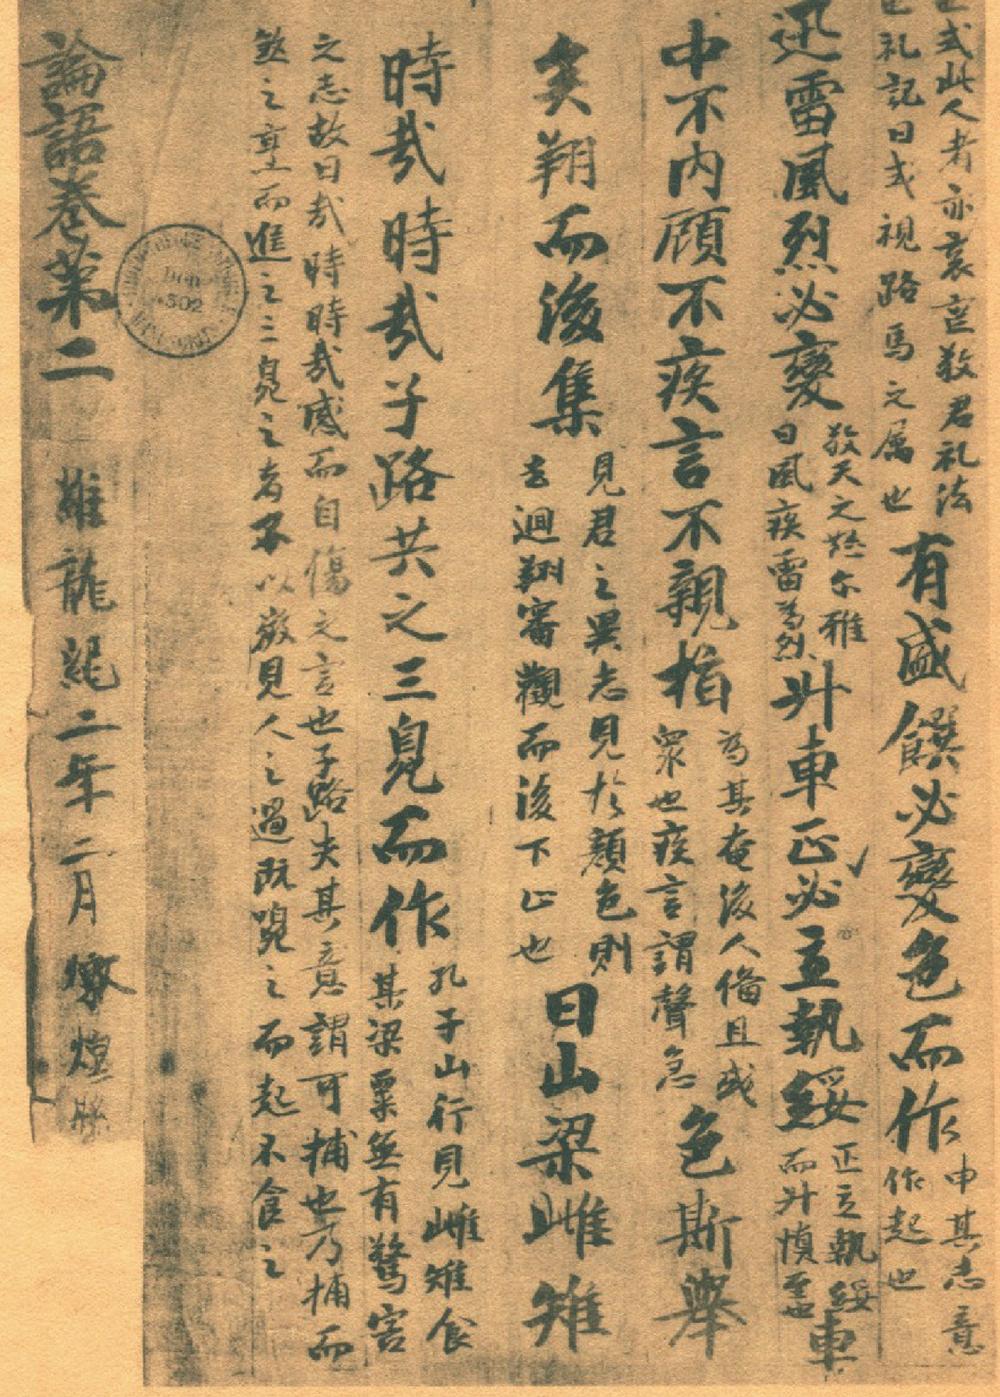 式此人者亦哀喪敬君礼法
礼記曰式視路馬之属也
有盛饌必變色而作
申其志意
作起也
迅雷風烈必變
敬天之怒尔雅
曰風疾雷為烈
升車正必立執綏
正立執綏
而升慎重也
車
中不内顧不疾言不親指
為其奄後人俻且或
衆也疾言謂聲急
色斯舉
矣翔而後集
見君之異志見於顔色則
去迴翔審觀而後下止也
曰山梁雌雉
時哉時哉子路共之三臭而作
孔子山行見雌雉食
其梁粟無有驚害
之志故曰哉時時哉感而自傷之言也子路失其意謂可捕也乃捕而
煞之烹而進之三臭之者不以微見人之過既嗅之而起不食之
論語卷第二 維龍紀二年二月燉煌縣